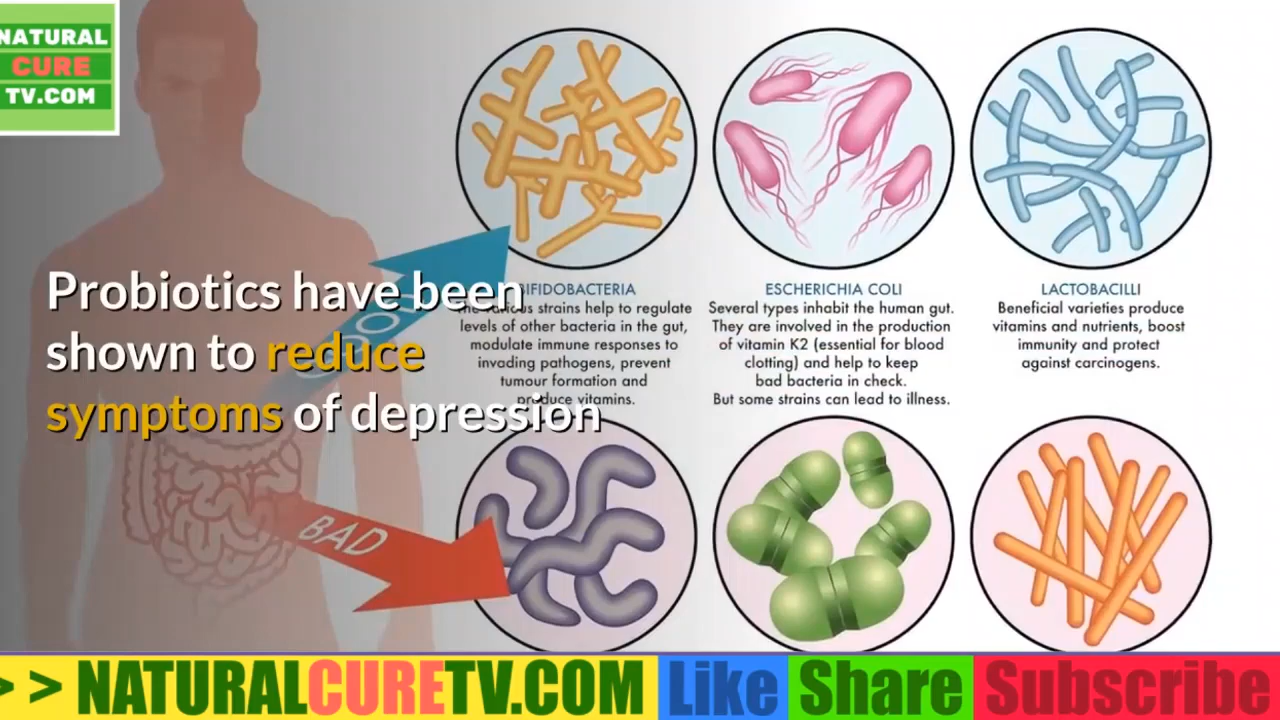 NATURAL
CURE
TV.COM
Probiotics have been
shown to reduce
symptoms of depression
BAD
BIFIDOBACTERIA
The various strains help to regulate
levels of other bacteria in the gut,
modulate immune responses to
invading pathogens, prevent
tumour formation and
produce vitamins.
ESCHERICHIA COLI
Several types inhabit the human gut.
They are involved in the production
of vitamin K2 (essential for blood
clotting) and help to keep
bad bacteria in check.
But some strains can lead to illness.
LACTOBACILLI
Beneficial varieties produce
vitamins and nutrients, boost
immunity and protect
against carcinogens.
> > NATURALCURETV.COM Like Share Subscribe